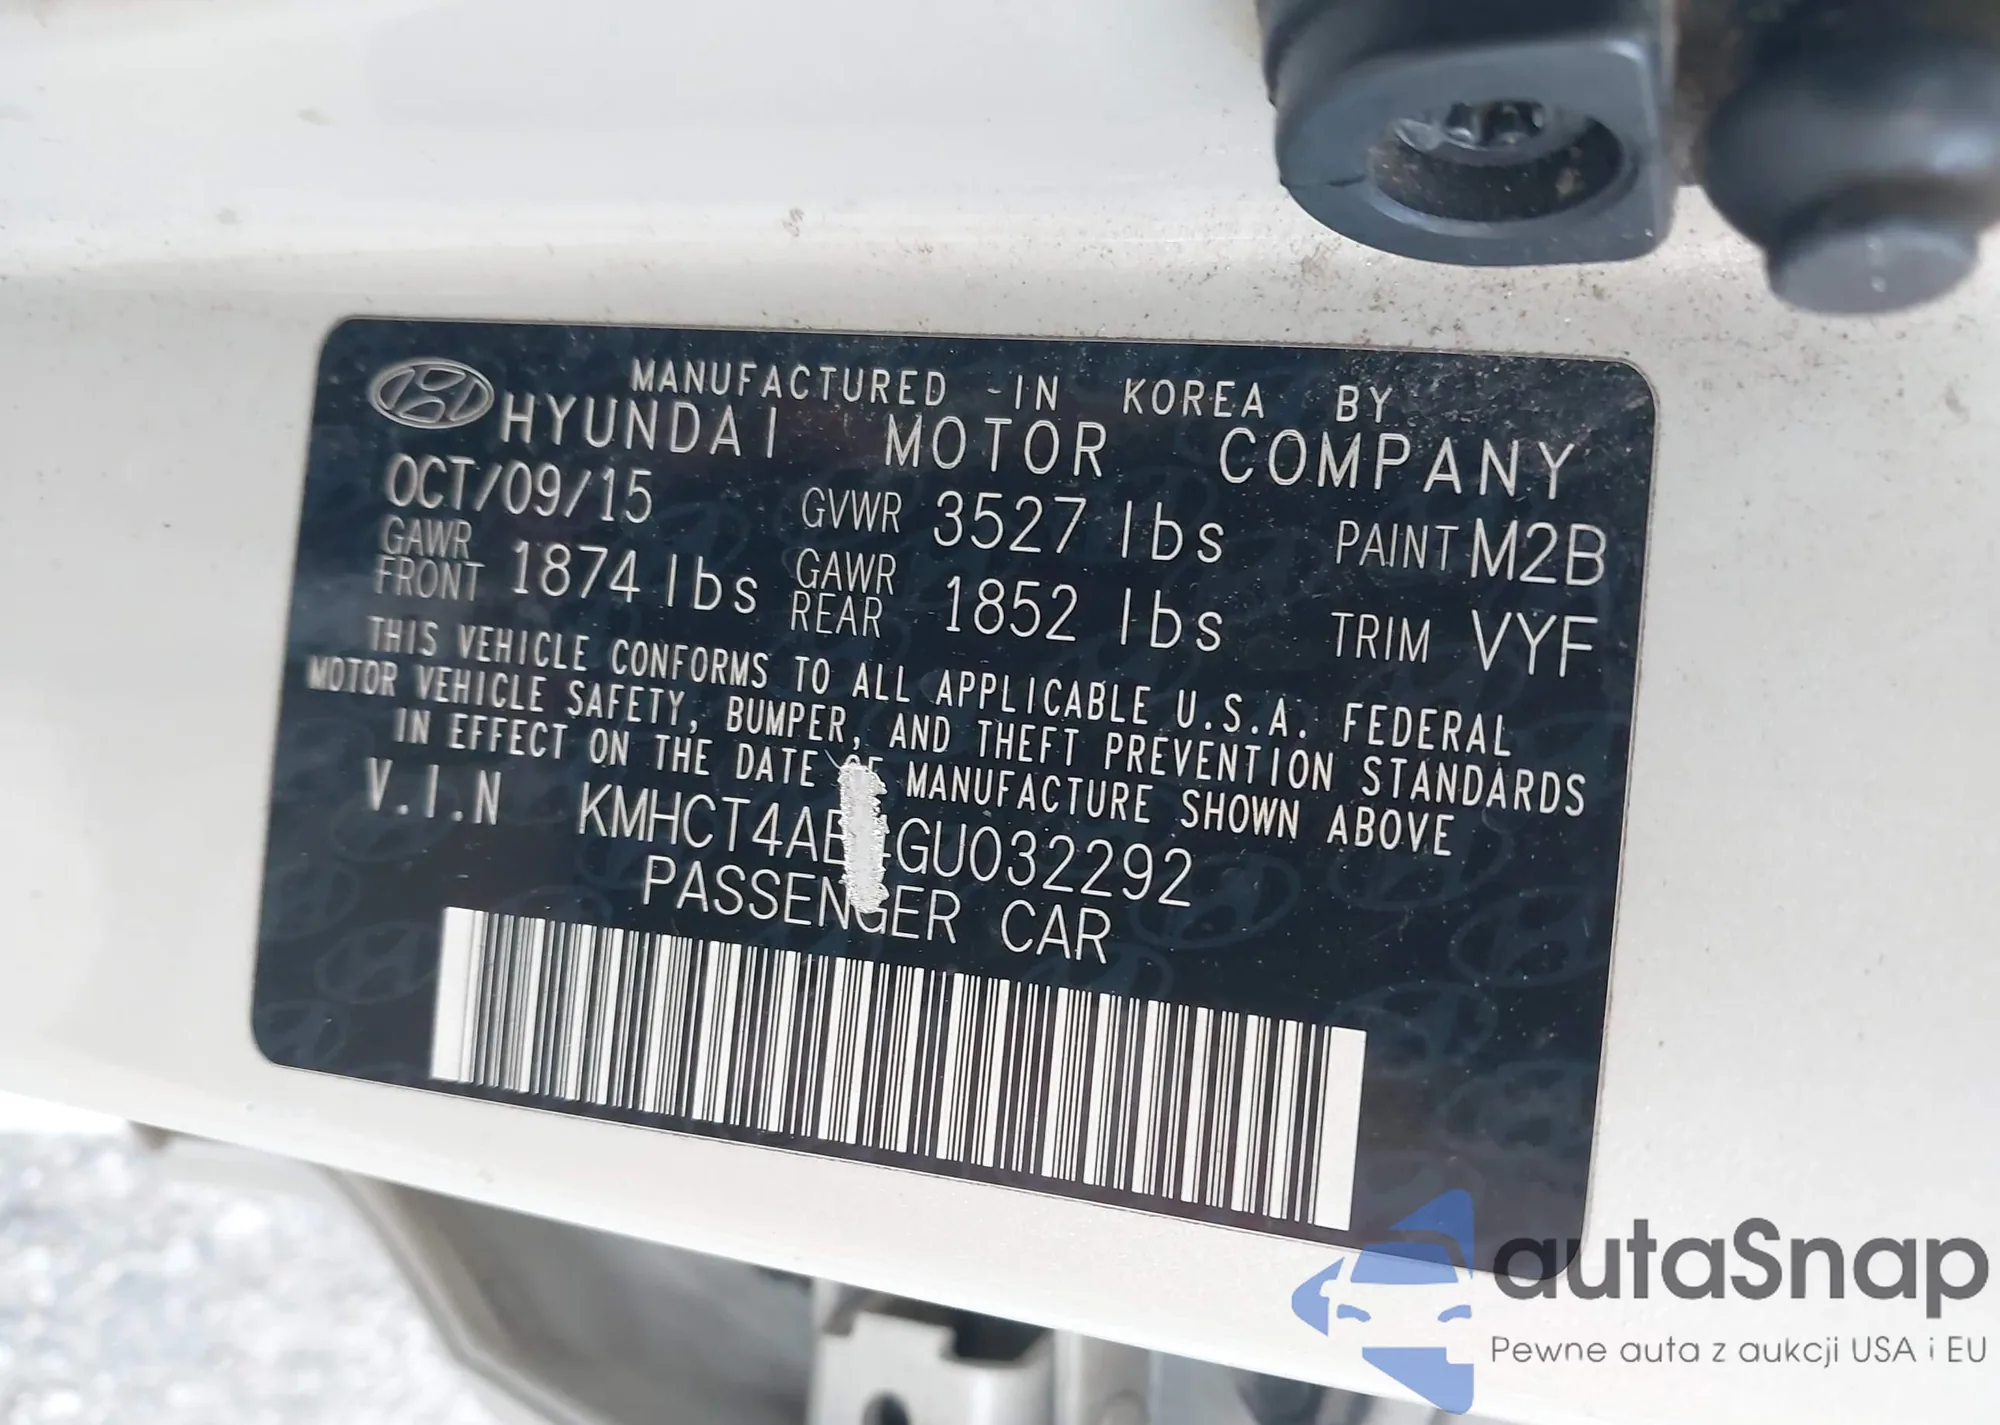 MANUFACTURED -IN KOREA BY
HYUNDAI MOTOR COMPANY
OCT/09/15 GVWR 3527 lbs PAINT M2B
GAWR FRONT 1874 lbs GAWR REAR 1852 lbs TRIM VYF
THIS VEHICLE CONFORMS TO ALL APPLICABLE U.S.A. FEDERAL
MOTOR VEHICLE SAFETY, BUMPER, AND THEFT PREVENTION STANDARDS
IN EFFECT ON THE DATE OF MANUFACTURE SHOWN ABOVE
V.I.N KMHCT4AE4GU032292
PASSENGER CAR
autaSnap
Pewne auta z aukcji USA i EU